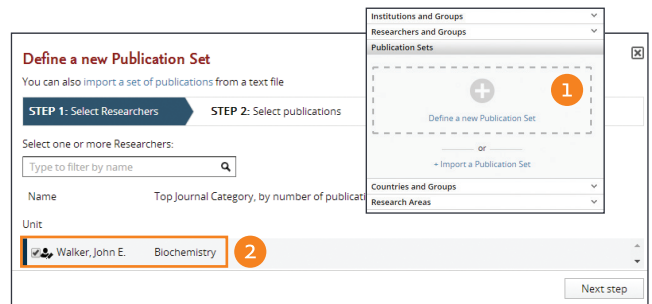 Institutions and Groups
Researchers and Groups
Publication Sets
1
Define a new Publication Set
or
+ Import a Publication Set
Countries and Groups
Research Areas
Define a new Publication Set
You can also import a set of publications from a text file
STEP 1: Select Researchers STEP 2: Select publications
Select one or more Researchers:
Type to filter by name
Name Top Journal Category, by number of
Unit
Walker, John E. Biochemistry 2
Next step